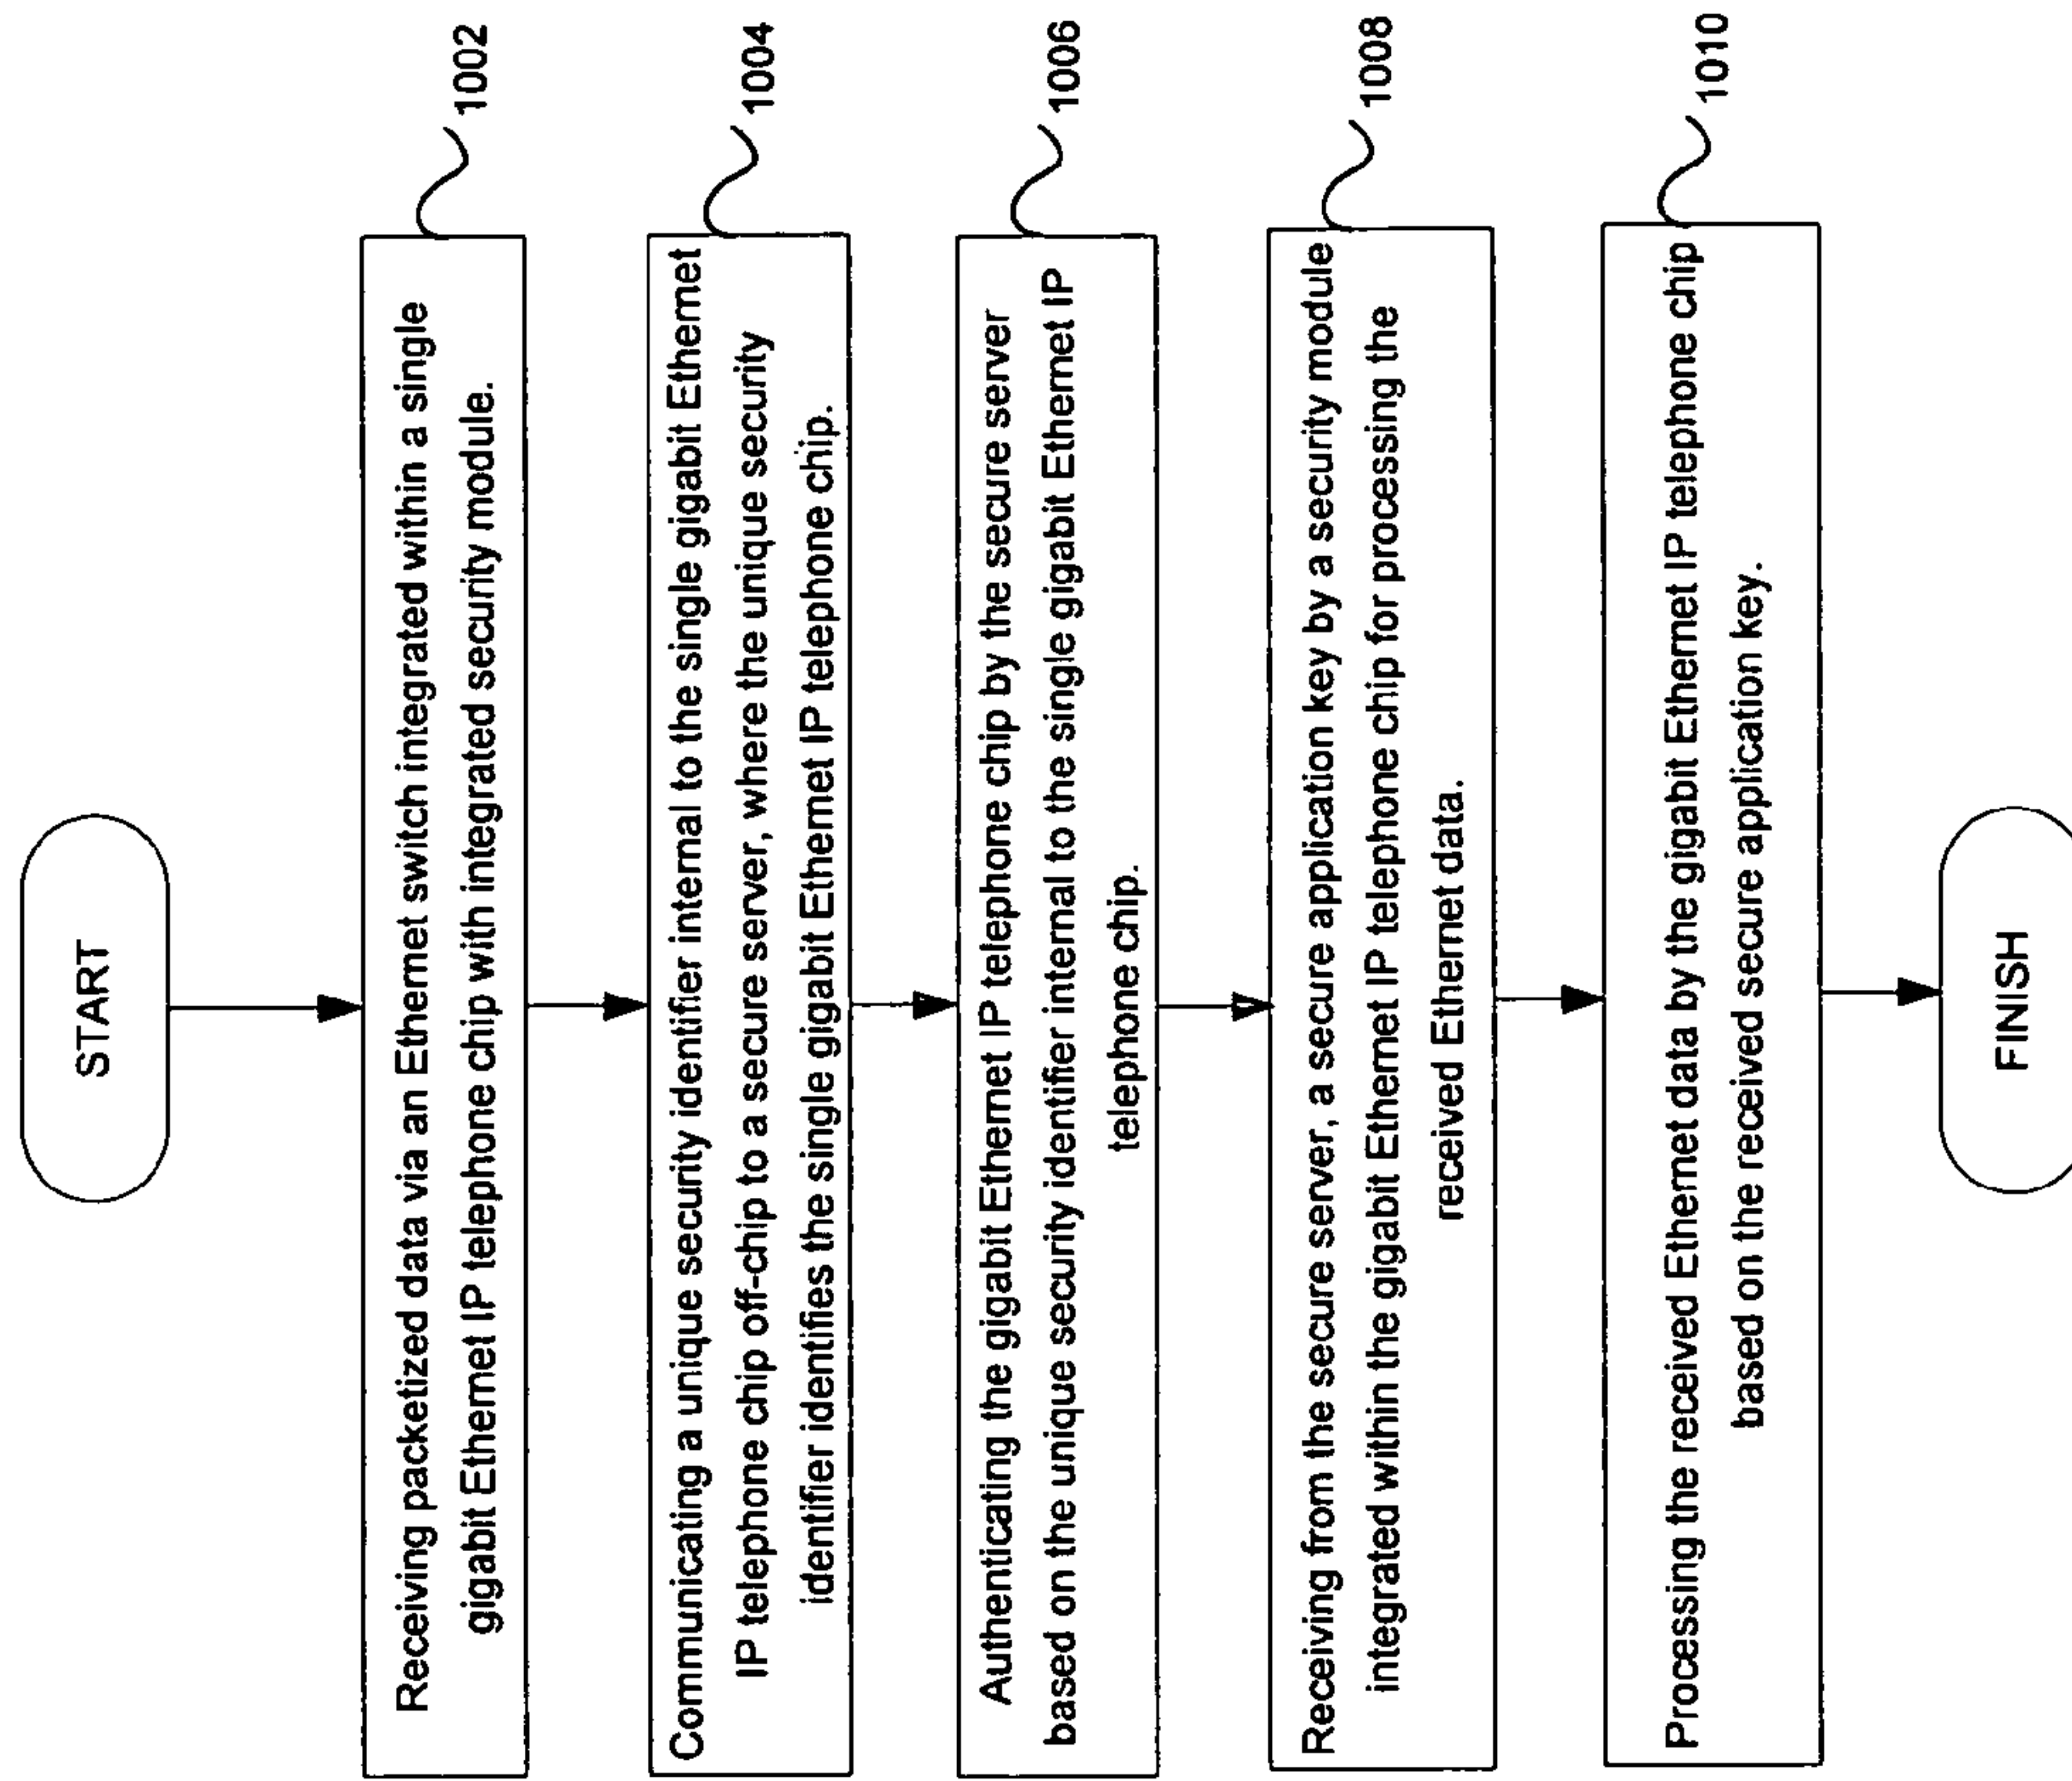 START
Receiving packetized data via an Ethernet switch integrated within a single
gigabit Ethernet IP telephone chip with integrated security module.
1002
Communicating a unique security identifier internal to the single gigabit Ethernet
IP telephone chip off-chip to a secure server, where the unique security
identifier identifies the single gigabit Ethernet IP telephone chip.
1004
Authenticating the gigabit Ethernet IP telephone chip by the secure server
based on the unique security identifier internal to the single gigabit Ethernet IP
telephone chip.
1006
Receiving from the secure server, a secure application key by a security module
integrated within the gigabit Ethernet IP telephone chip for processing the
received Ethernet data.
1008
Processing the received Ethernet data by the gigabit Ethernet IP telephone chip
based on the received secure application key.
1010
FINISH